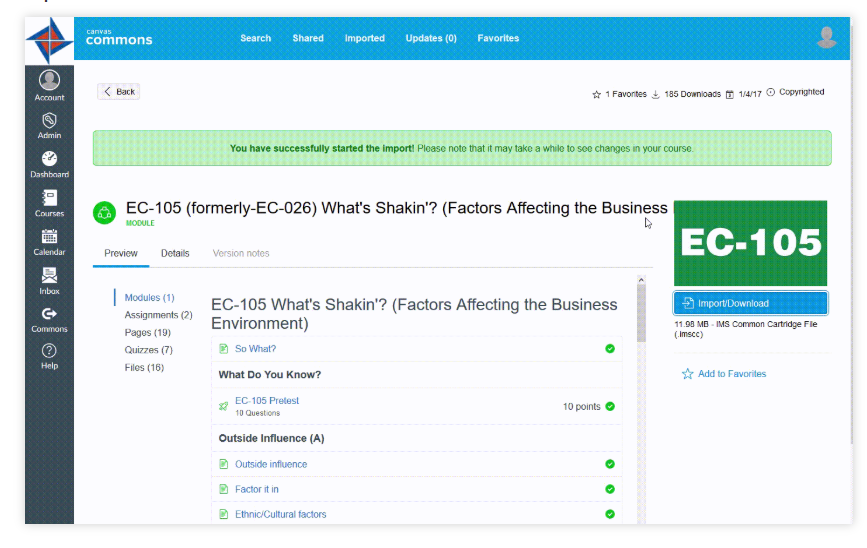 canvas
commons
Search Shared Imported Updates (0) Favorites
Account
Admin
Dashboard
Courses
Calendar
Inbox
Commons
Help
Back
1 Favorites 185 Downloads 1/4/17 Copyrighted
You have successfully started the import! Please note that it may take a while to see changes in your course.
EC-105 (formerly-EC-026) What's Shakin'? (Factors Affecting the Business
MODULE
Preview Details Version notes
Modules (1)
Assignments (2)
Pages (19)
Quizzes (7)
Files (16)
EC-105 What's Shakin'? (Factors Affecting the Business
Environment)
So What?
What Do You Know?
EC-105 Pretest
10 Questions
10 points
Outside Influence (A)
Outside influence
Factor it in
Ethnic/Cultural factors
EC-105
Import/Download
11.98 MB - IMS Common Cartridge File
(.imscc)
Add to Favorites